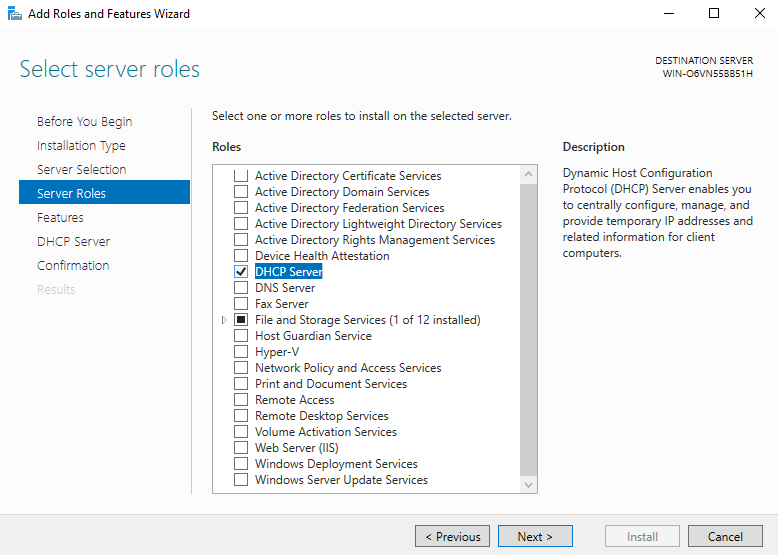 Add Roles and Features Wizard
Select server roles
DESTINATION SERVER
WIN-O6VN55BB51H
Before You Begin
Installation Type
Server Selection
Server Roles
Features
DHCP Server
Confirmation
Results
Select one or more roles to install on the selected server.
Roles
Active Directory Certificate Services
Active Directory Domain Services
Active Directory Federation Services
Active Directory Lightweight Directory Services
Active Directory Rights Management Services
Device Health Attestation
DHCP Server
DNS Server
Fax Server
File and Storage Services (1 of 12 installed)
Host Guardian Service
Hyper-V
Network Policy and Access Services
Print and Document Services
Remote Access
Remote Desktop Services
Volume Activation Services
Web Server (IIS)
Windows Deployment Services
Windows Server Update Services
Description
Dynamic Host Configuration
Protocol (DHCP) Server enables you
to centrally configure, manage, and
provide temporary IP addresses and
related information for client
computers.
< Previous
Next >
Install
Cancel